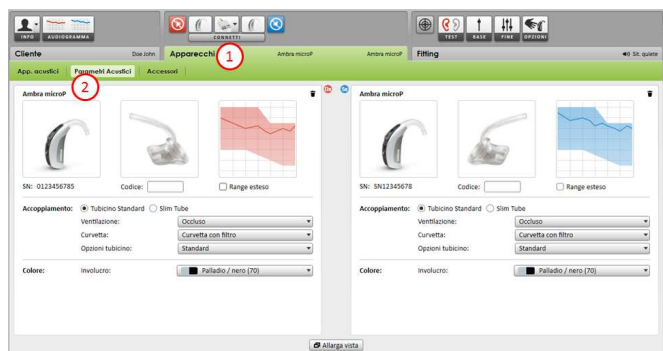 INFO AUDIOGRAMMA CONNETTI TEST BASE FINE OPZIONI
Cliente Doe John Apparecchi 1 Ambra microP Ambra microP Fitting Sit. quiete
App. acustici Parametri Acustici Accessori
2
Ambra microP Dx Sx Ambra microP
SN: 0123456785 Codice: Range esteso SN: SN12345678 Codice: Range esteso
Accoppiamento: Tubicino Standard Slim Tube Accoppiamento: Tubicino Standard Slim Tube
Ventilazione: Occluso Ventilazione: Occluso
Curvetta: Curvetta con filtro Curvetta: Curvetta con filtro
Opzioni tubicino: Standard Opzioni tubicino: Standard
Colore: Involucro: Palladio / nero (70) Colore: Involucro: Palladio / nero (70)
Allarga vista